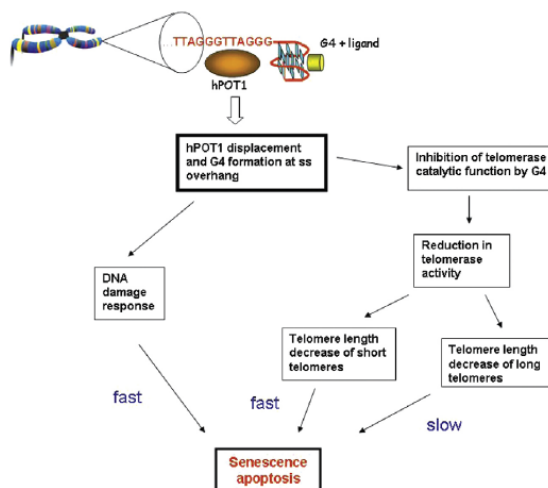 TTAGGGTTAGGG
G4 + ligand
hPOT1
hPOT1 displacement
and G4 formation at ss
overhang
Inhibition of telomerase
catalytic function by G4
Reduction in
telomerase
activity
DNA
damage
response
Telomere length
decrease of short
telomeres
Telomere length
decrease of long
telomeres
fast
fast
slow
Senescence
apoptosis